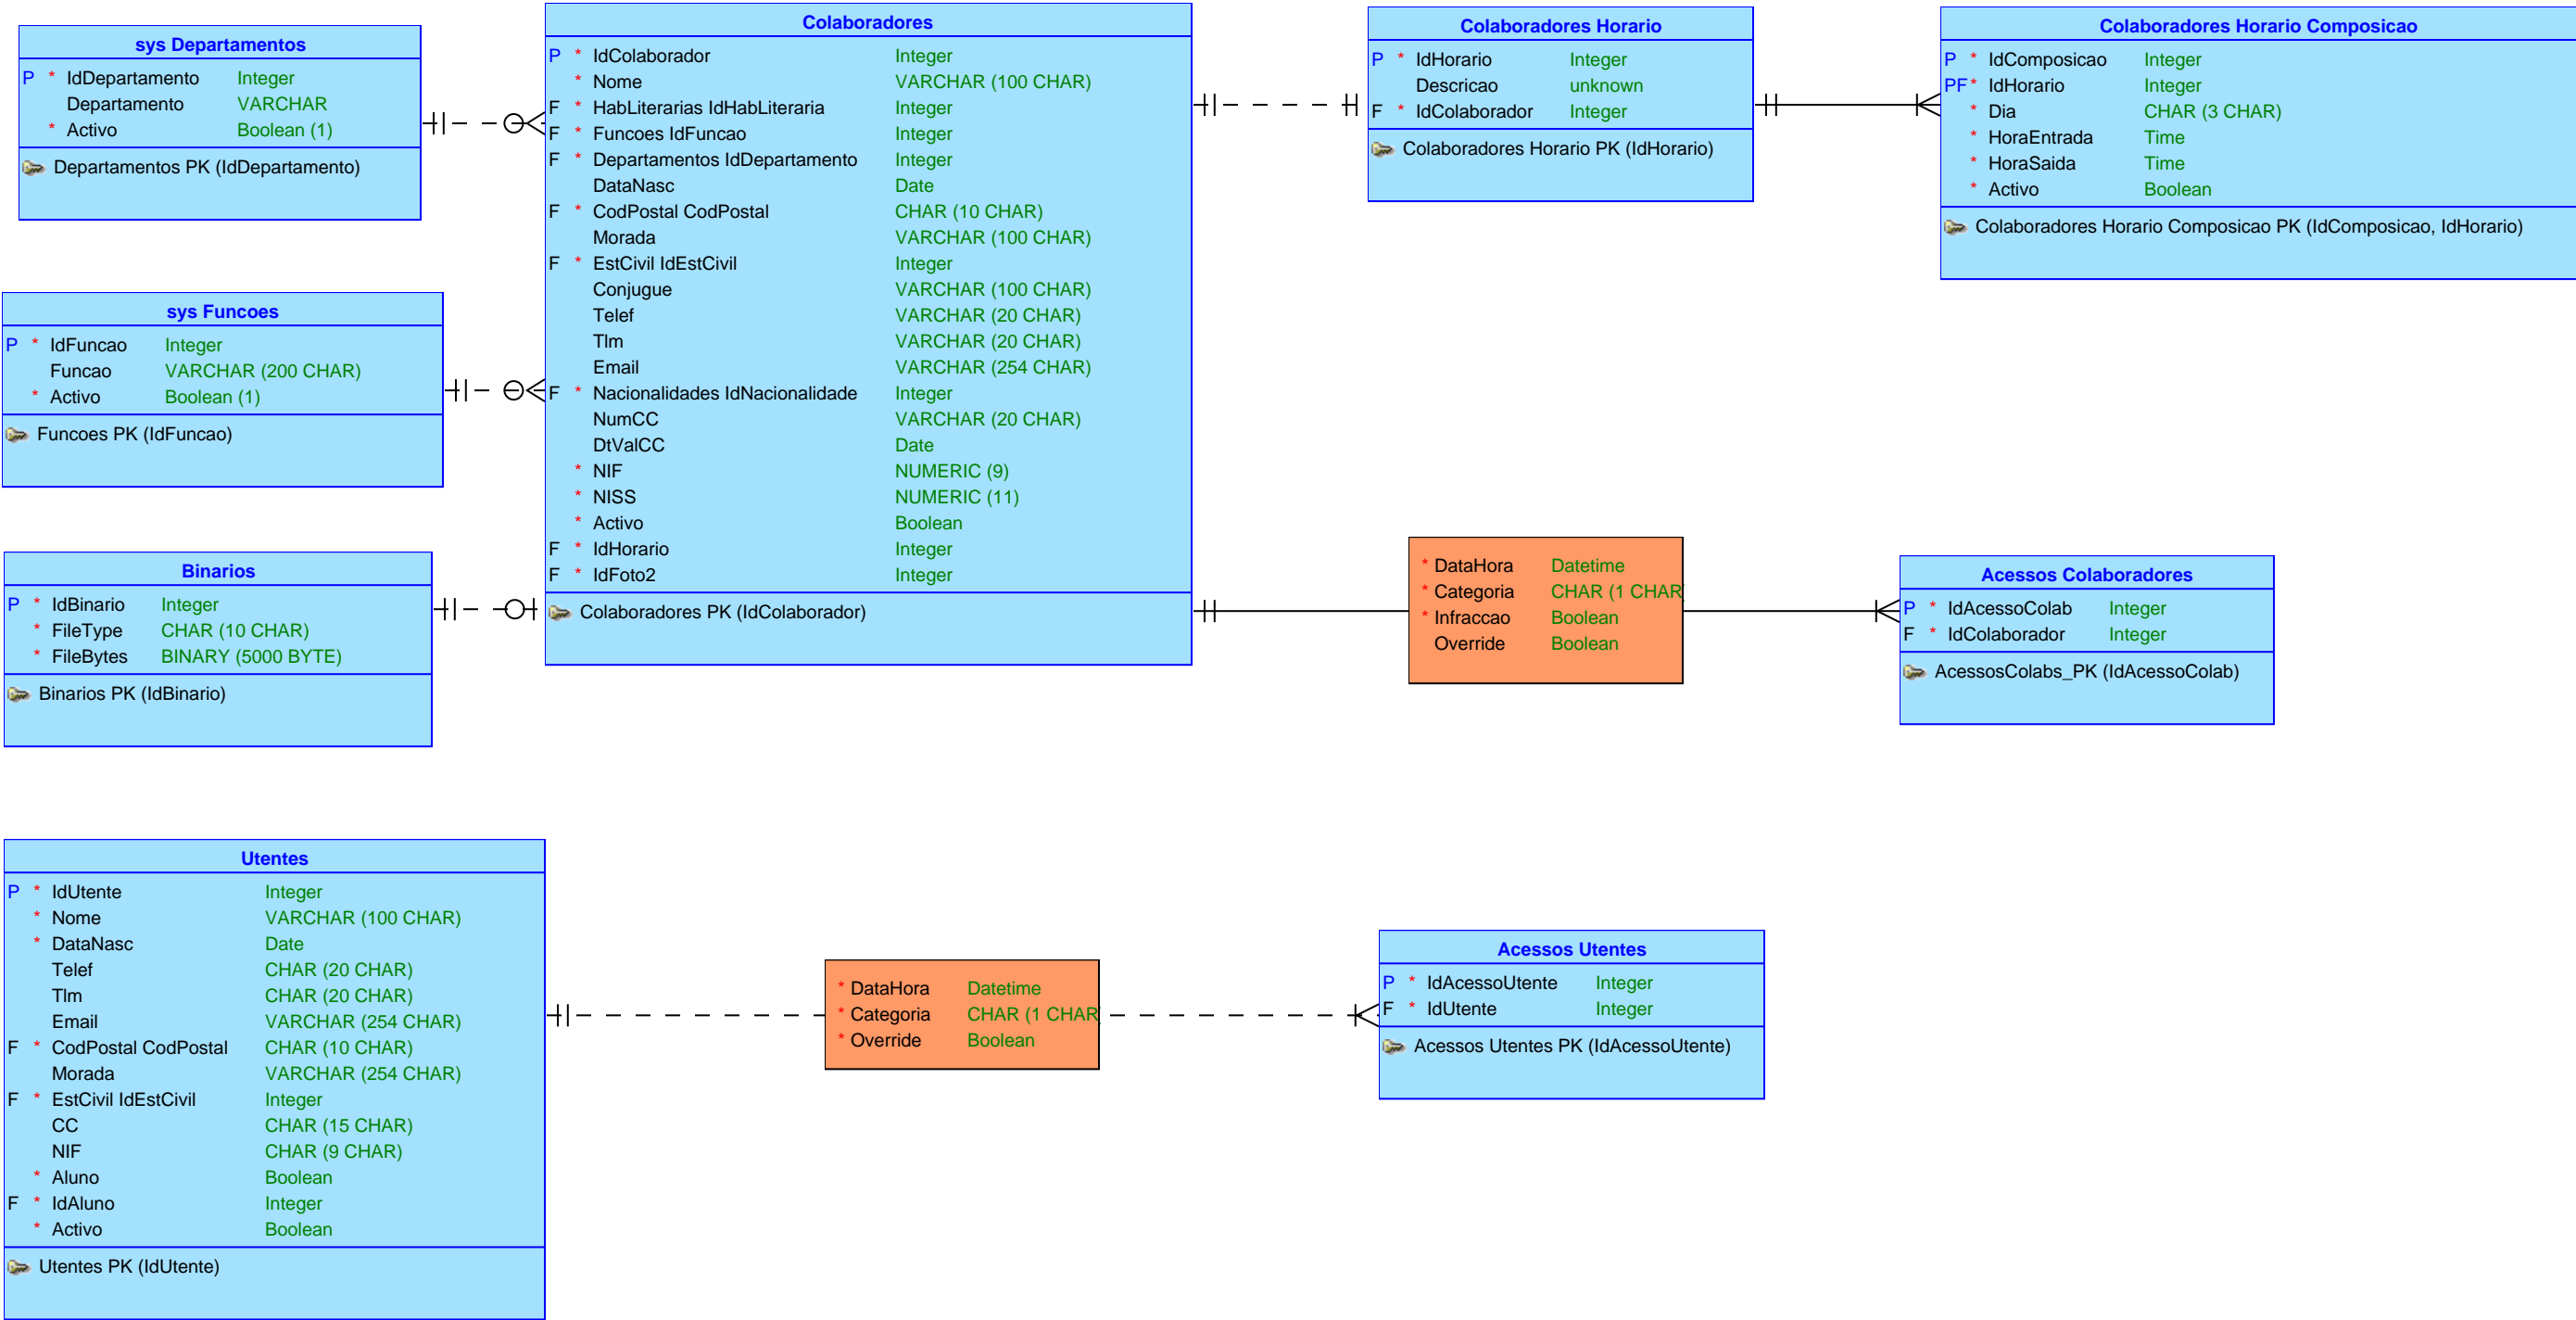 sys Departamentos
P * IdDepartamento Integer
Departamento VARCHAR
* Activo Boolean (1)
Departamentos PK (IdDepartamento)
sys Funcoes
P * IdFuncao Integer
Funcao VARCHAR (200 CHAR)
* Activo Boolean (1)
Funcoes PK (IdFuncao)
Binarios
P * IdBinario Integer
* FileType CHAR (10 CHAR)
* FileBytes BINARY (5000 BYTE)
Binarios PK (IdBinario)
Colaboradores
P * IdColaborador Integer
* Nome VARCHAR (100 CHAR)
F * HabLiterarias IdHabLiteraria Integer
F * Funcoes IdFuncao Integer
F * Departamentos IdDepartamento Integer
DataNasc Date
F * CodPostal CodPostal CHAR (10 CHAR)
Morada VARCHAR (100 CHAR)
F * EstCivil IdEstCivil Integer
Conjugue VARCHAR (100 CHAR)
Telef VARCHAR (20 CHAR)
Tlm VARCHAR (20 CHAR)
Email VARCHAR (254 CHAR)
F * Nacionalidades IdNacionalidade Integer
NumCC VARCHAR (20 CHAR)
DtValCC Date
* NIF NUMERIC (9)
* NISS NUMERIC (11)
* Activo Boolean
F * IdHorario Integer
F * IdFoto2 Integer
Colaboradores PK (IdColaborador)
Colaboradores Horario
P * IdHorario Integer
Descricao unknown
F * IdColaborador Integer
Colaboradores Horario PK (IdHorario)
Colaboradores Horario Composicao
P * IdComposicao Integer
PF * IdHorario Integer
* Dia CHAR (3 CHAR)
* HoraEntrada Time
* HoraSaida Time
* Activo Boolean
Colaboradores Horario Composicao PK (IdComposicao, IdHorario)
* DataHora Datetime
* Categoria CHAR (1 CHAR
* Infraccao Boolean
Override Boolean
Acessos Colaboradores
P * IdAcessoColab Integer
F * IdColaborador Integer
AcessosColabs_PK (IdAcessoColab)
Utentes
P * IdUtente Integer
* Nome VARCHAR (100 CHAR)
* DataNasc Date
Telef CHAR (20 CHAR)
Tlm CHAR (20 CHAR)
Email VARCHAR (254 CHAR)
F * CodPostal CodPostal CHAR (10 CHAR)
Morada VARCHAR (254 CHAR)
F * EstCivil IdEstCivil Integer
CC CHAR (15 CHAR)
NIF CHAR (9 CHAR)
* Aluno Boolean
F * IdAluno Integer
* Activo Boolean
Utentes PK (IdUtente)
* DataHora Datetime
* Categoria CHAR (1 CHAR
* Override Boolean
Acessos Utentes
P * IdAcessoUtente Integer
F * IdUtente Integer
Acessos Utentes PK (IdAcessoUtente)